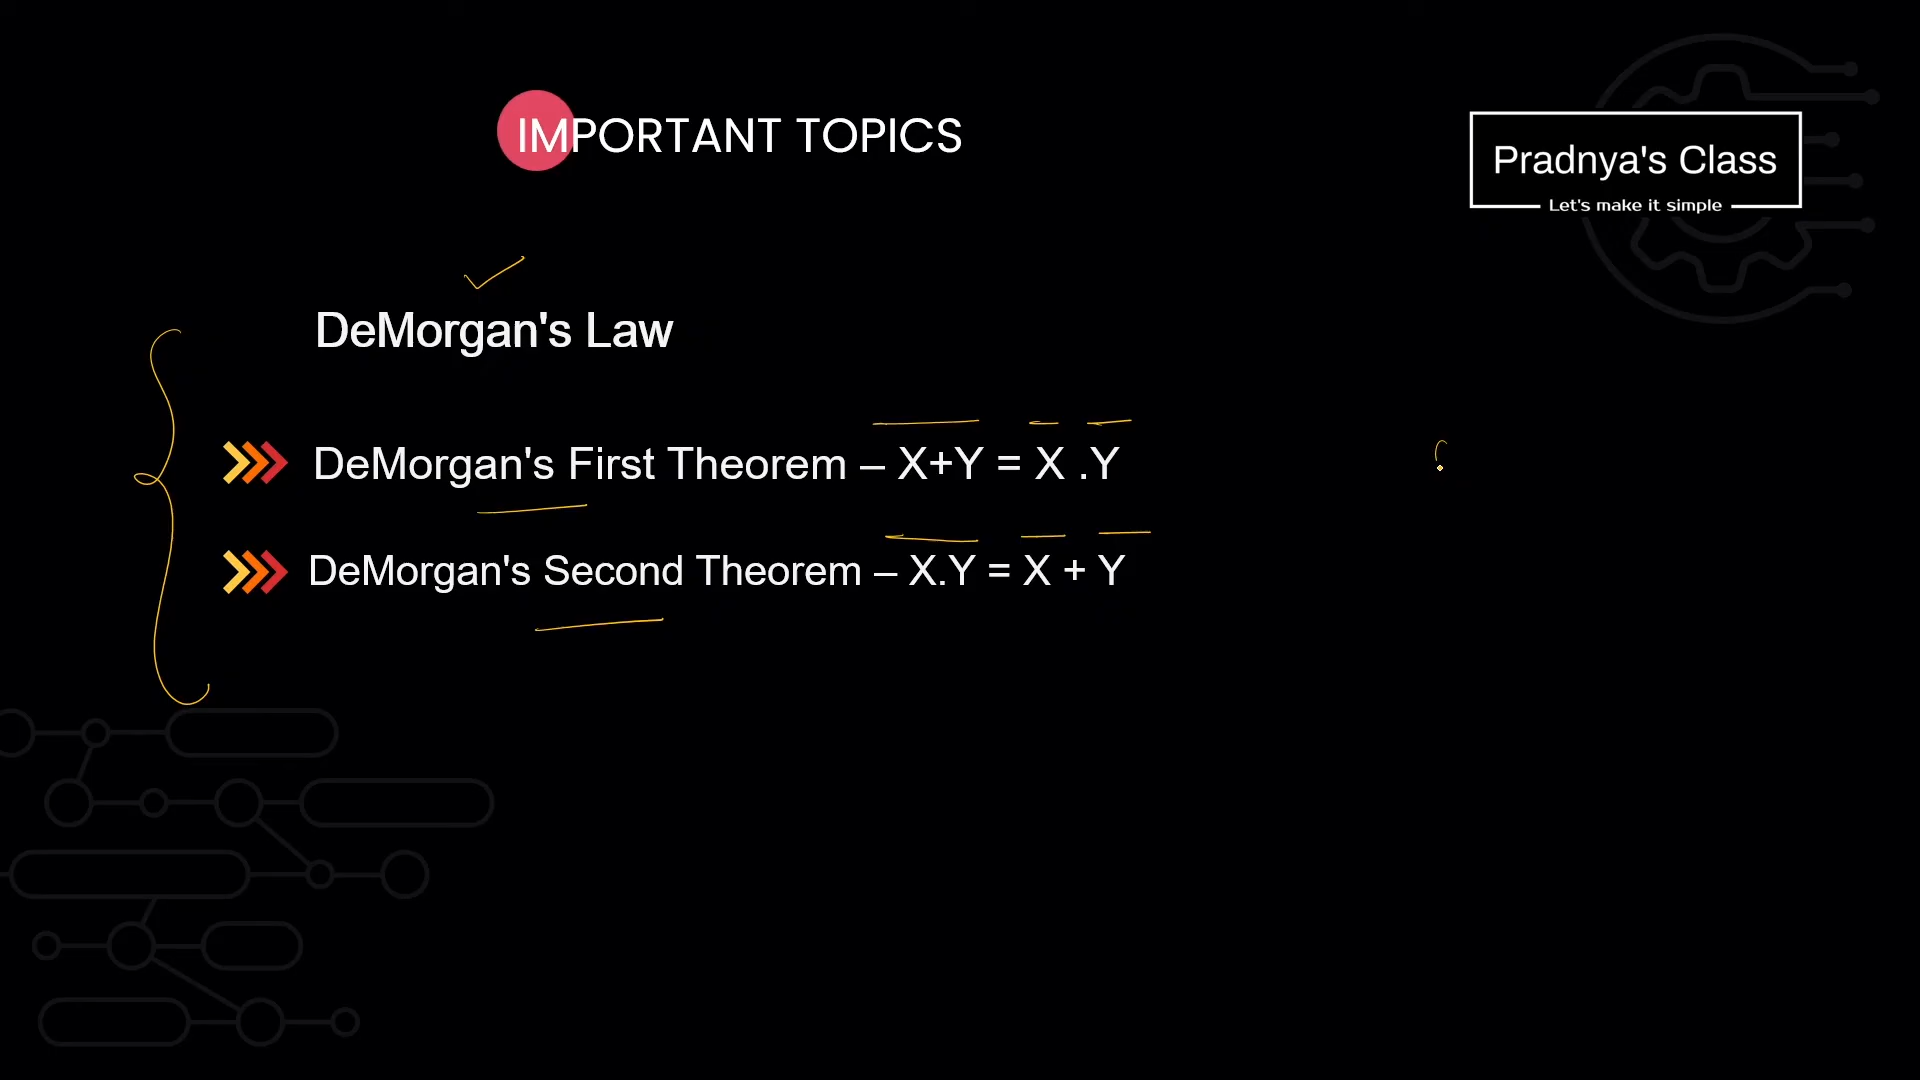 IMPORTANT TOPICS
Pradnya's Class
Let's make it simple
DeMorgan's Law
DeMorgan's First Theorem – X̅+̅Y̅ = X̅ .Y̅
DeMorgan's Second Theorem – X̅.̅Y̅ = X̅ + Y̅